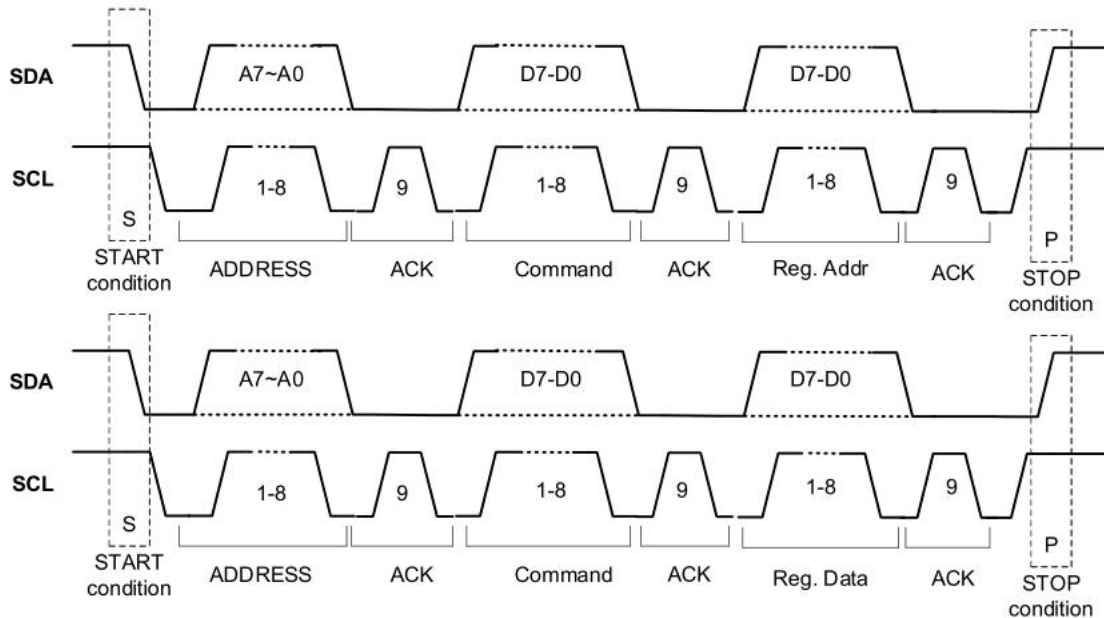 SDA
A7~A0
D7-D0
D7-D0
SCL
1-8
9
1-8
9
1-8
9
S
P
START
condition
ADDRESS
ACK
Command
ACK
Reg. Addr
ACK
STOP
condition
SDA
A7~A0
D7-D0
D7-D0
SCL
1-8
9
1-8
9
1-8
9
S
P
START
condition
ADDRESS
ACK
Command
ACK
Reg. Data
ACK
STOP
condition